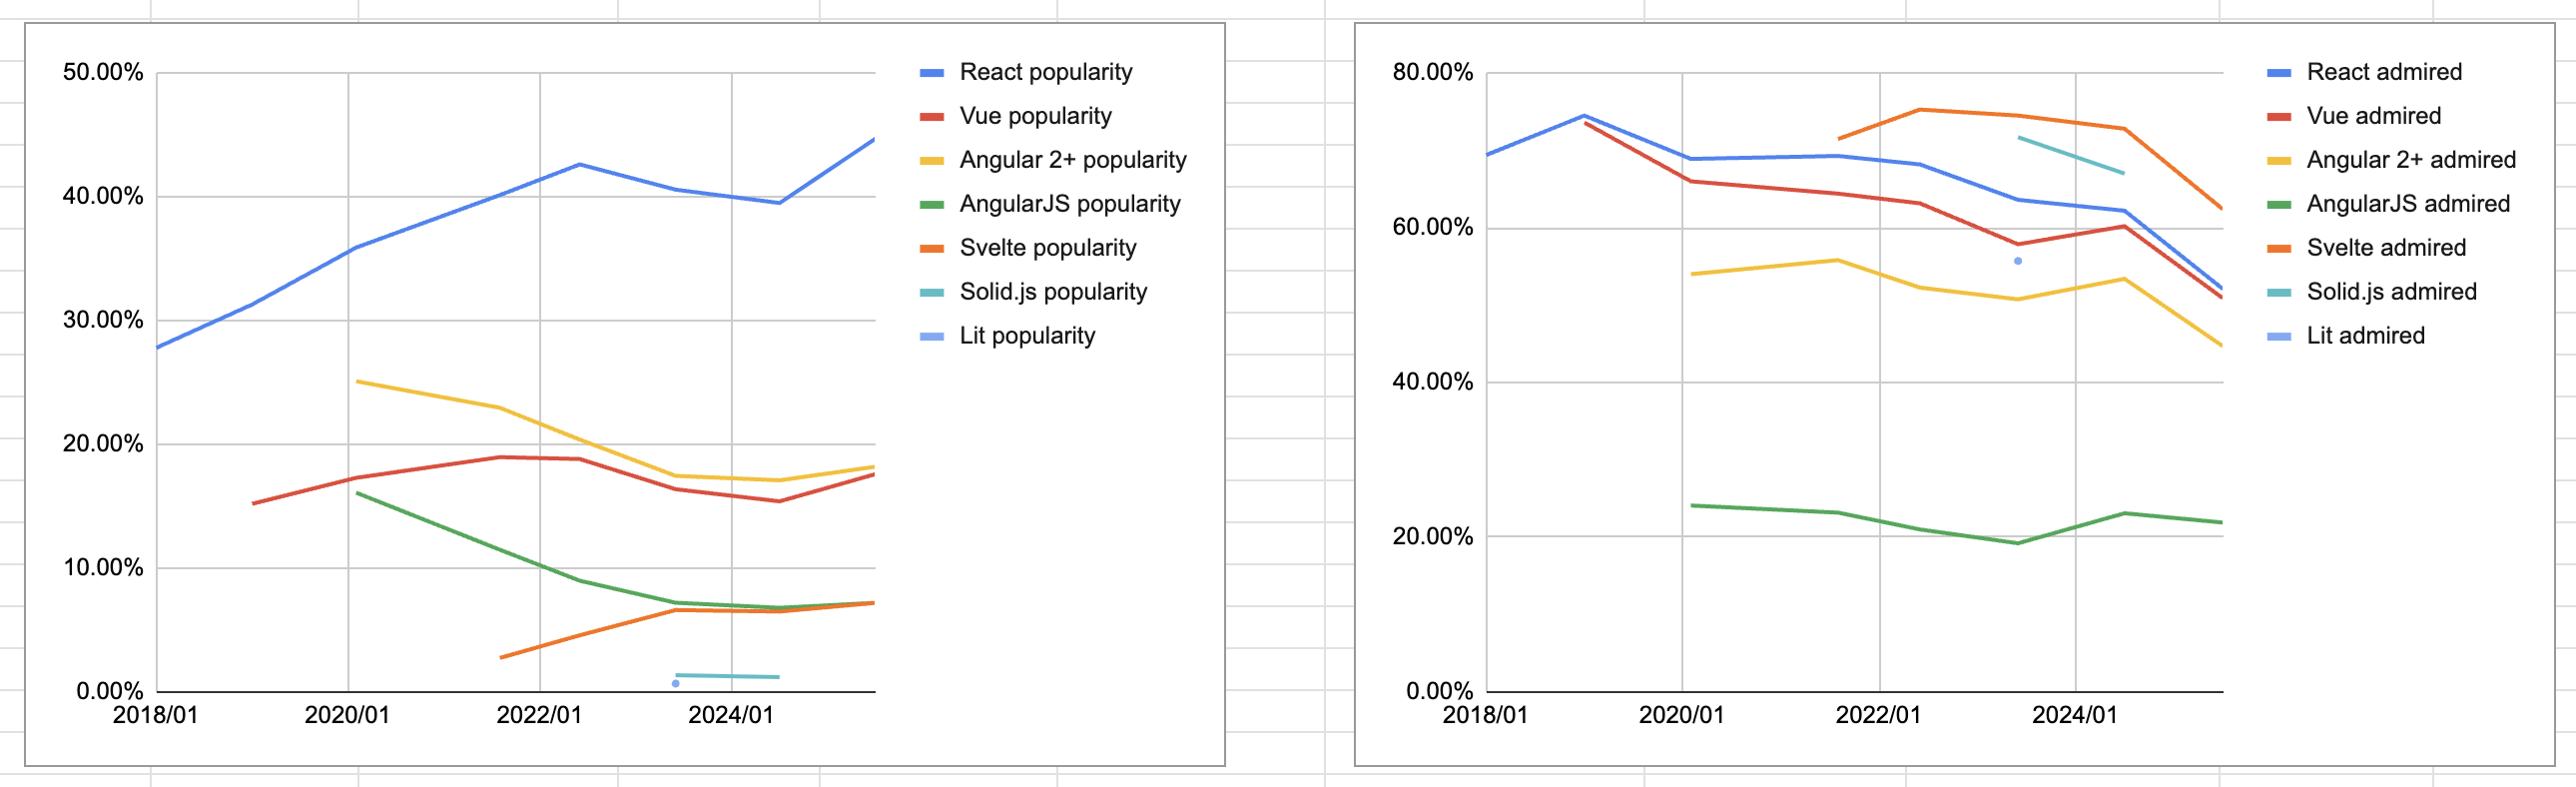 50.00%
40.00%
30.00%
20.00%
10.00%
0.00%
2018/01
2020/01
2022/01
2024/01
React popularity
Vue popularity
Angular 2+ popularity
AngularJS popularity
Svelte popularity
Solid.js popularity
Lit popularity
80.00%
60.00%
40.00%
20.00%
0.00%
2018/01
2020/01
2022/01
2024/01
React admired
Vue admired
Angular 2+ admired
AngularJS admired
Svelte admired
Solid.js admired
Lit admired